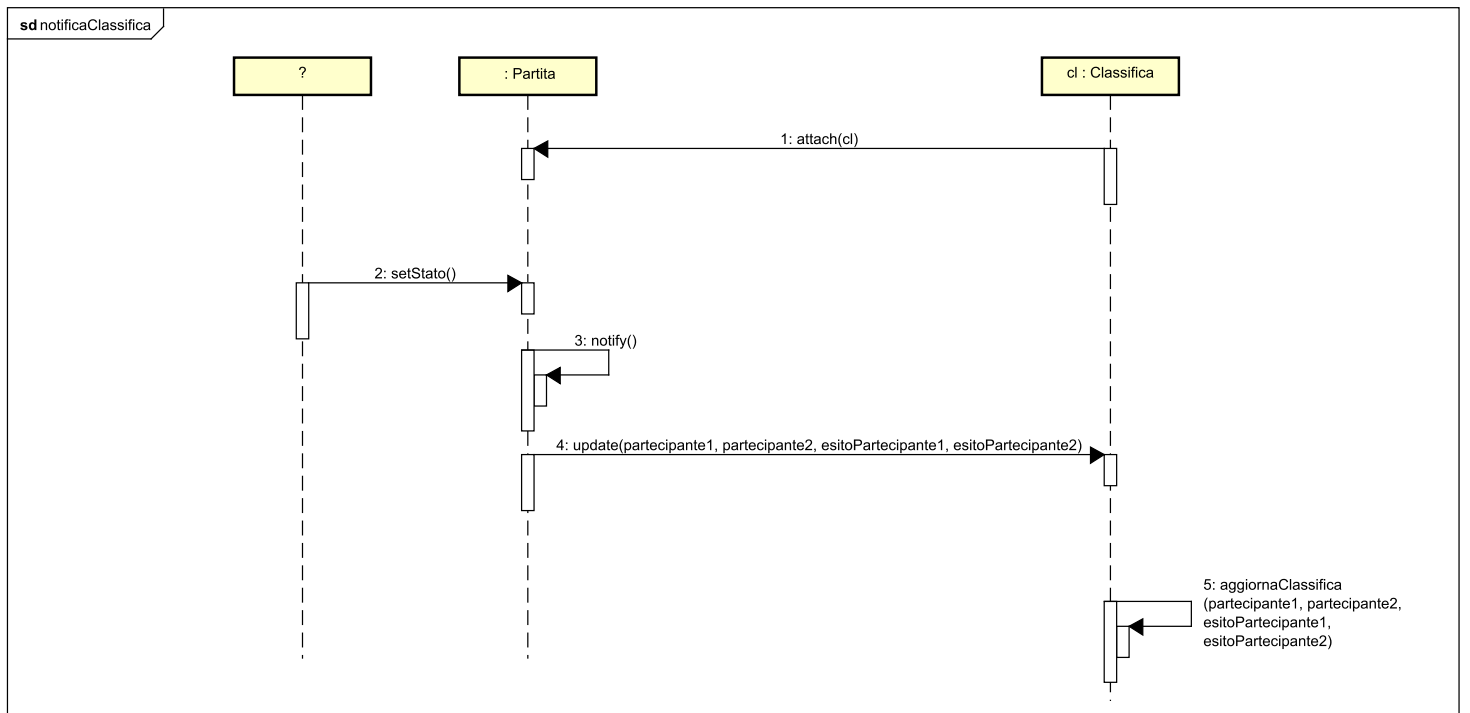 sd notificaClassifica
?
: Partita
cl : Classifica
1: attach(cl)
2: setStato()
3: notify()
4: update(partecipante1, partecipante2, esitoPartecipante1, esitoPartecipante2)
5: aggiornaClassifica
(partecipante1, partecipante2,
esitoPartecipante1,
esitoPartecipante2)